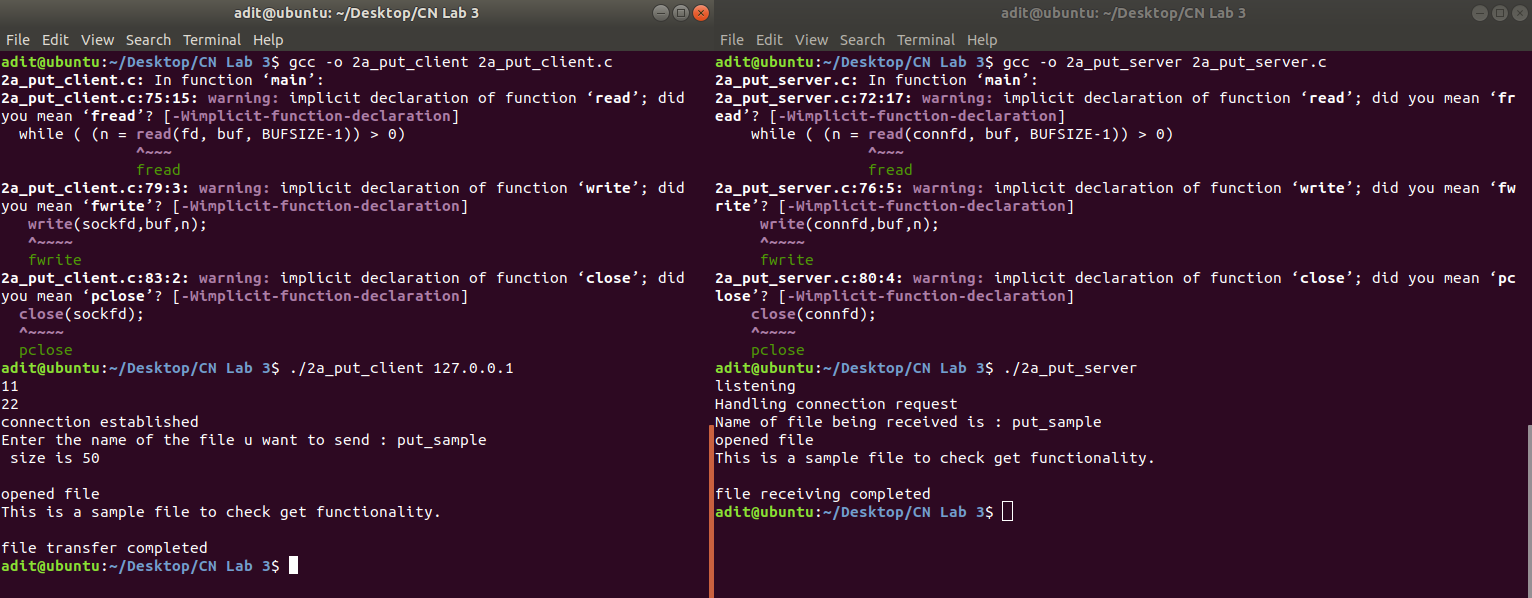 adit@ubuntu: ~/Desktop/CN Lab 3
File Edit View Search Terminal Help
adit@ubuntu:~/Desktop/CN Lab 3$ gcc -o 2a_put_client 2a_put_client.c
2a_put_client.c: In function ‘main’:
2a_put_client.c:75:15: warning: implicit declaration of function ‘read’; did
you mean ‘fread’? [-Wimplicit-function-declaration]
  while ( (n = read(fd, buf, BUFSIZE-1)) > 0)
               ^~~~
               fread
2a_put_client.c:79:3: warning: implicit declaration of function ‘write’; did
you mean ‘fwrite’? [-Wimplicit-function-declaration]
   write(sockfd,buf,n);
   ^~~~~
   fwrite
2a_put_client.c:83:2: warning: implicit declaration of function ‘close’; did
you mean ‘pclose’? [-Wimplicit-function-declaration]
  close(sockfd);
  ^~~~~
  pclose
adit@ubuntu:~/Desktop/CN Lab 3$ ./2a_put_client 127.0.0.1
11
22
connection established
Enter the name of the file u want to send : put_sample
 size is 50
opened file
This is a sample file to check get functionality.
file transfer completed
adit@ubuntu:~/Desktop/CN Lab 3$
adit@ubuntu: ~/Desktop/CN Lab 3
File Edit View Search Terminal Help
adit@ubuntu:~/Desktop/CN Lab 3$ gcc -o 2a_put_server 2a_put_server.c
2a_put_server.c: In function ‘main’:
2a_put_server.c:72:17: warning: implicit declaration of function ‘read’; did you mean ‘fr
ead’? [-Wimplicit-function-declaration]
    while ( (n = read(connfd, buf, BUFSIZE-1)) > 0)
                 ^~~~
                 fread
2a_put_server.c:76:5: warning: implicit declaration of function ‘write’; did you mean ‘fw
rite’? [-Wimplicit-function-declaration]
     write(connfd,buf,n);
     ^~~~~
     fwrite
2a_put_server.c:80:4: warning: implicit declaration of function ‘close’; did you mean ‘pc
lose’? [-Wimplicit-function-declaration]
    close(connfd);
    ^~~~~
    pclose
adit@ubuntu:~/Desktop/CN Lab 3$ ./2a_put_server
listening
Handling connection request
Name of file being received is : put_sample
opened file
This is a sample file to check get functionality.
file receiving completed
adit@ubuntu:~/Desktop/CN Lab 3$